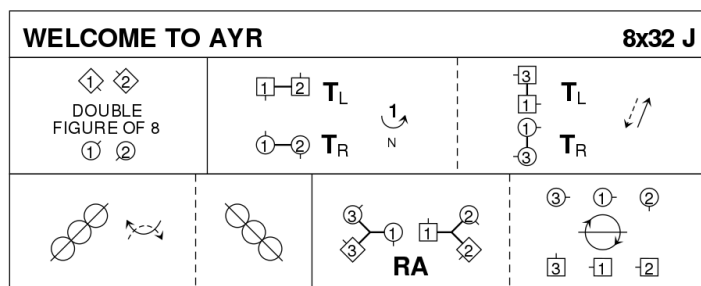 WELCOME TO AYR 8x32 J
1 2
DOUBLE
FIGURE OF 8
1 2
1 2 TL
1
N
1 2 TR
3
1 TL
1
3 TR
3 1 3
1 2 2
RA
3 1 2
3 1 2